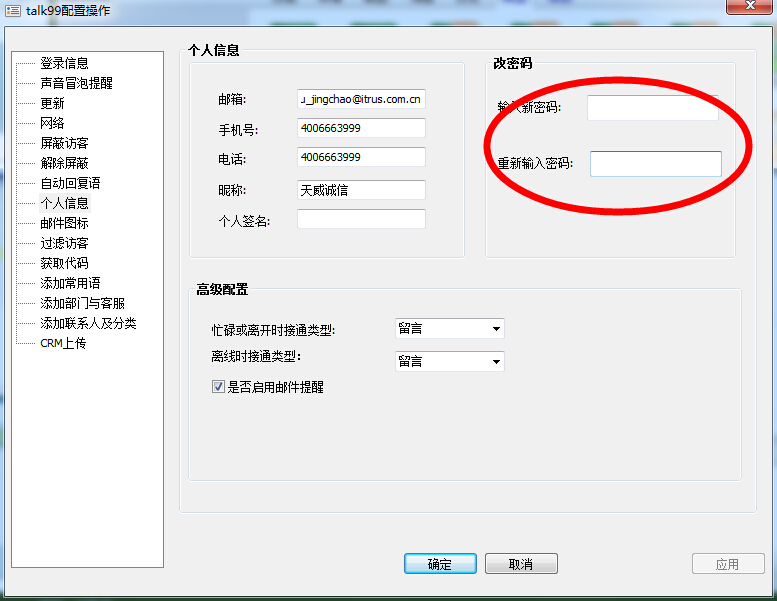 talk99配置操作
登录信息
声音冒泡提醒
更新
网络
屏蔽访客
解除屏蔽
自动回复语
个人信息
邮件图标
过滤访客
获取代码
添加常用语
添加部门与客服
添加联系人及分类
CRM上传
个人信息
邮箱: u_jingchao@itrus.com.cn
手机号: 4006663999
电话: 4006663999
昵称: 天威诚信
个人签名:
改密码
输入新密码:
重新输入密码:
高级配置
忙碌或离开时接通类型: 留言
离线时接通类型: 留言
是否启用邮件提醒
确定
取消
应用